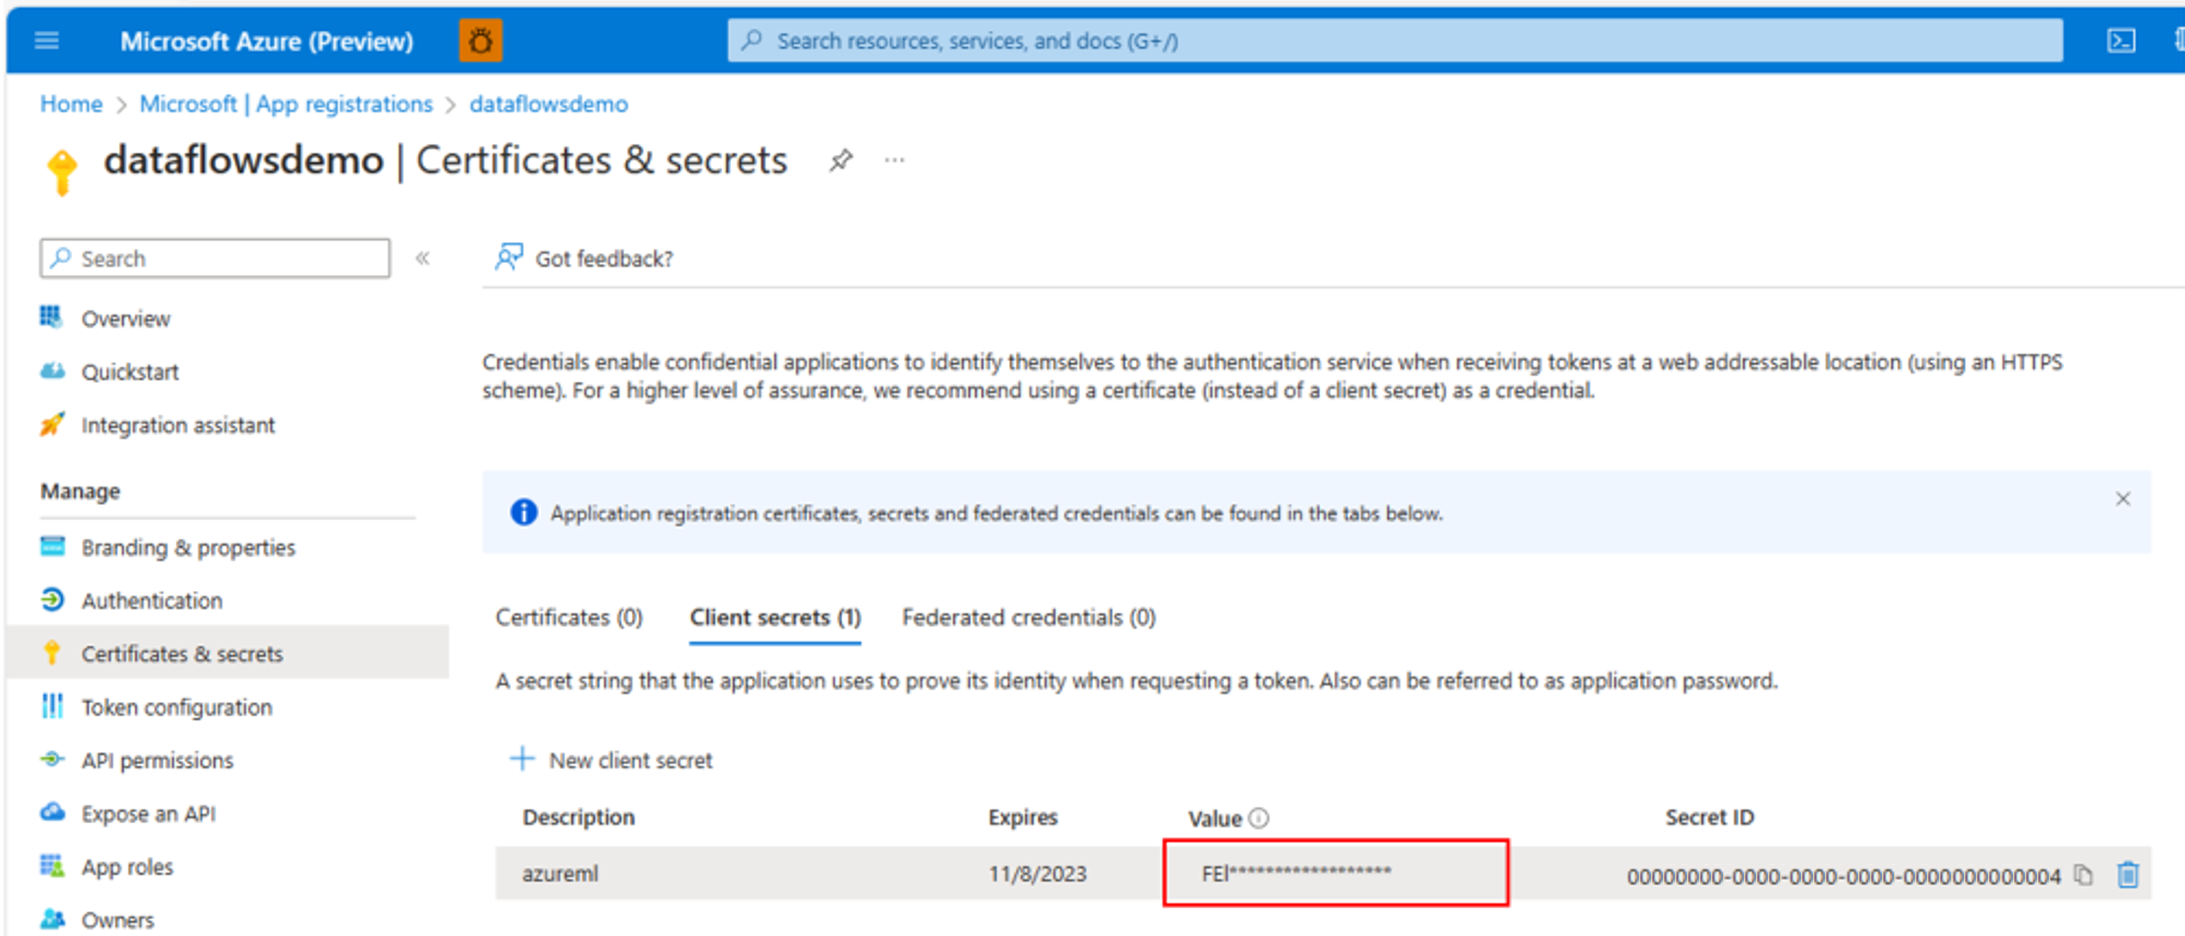 Microsoft Azure (Preview)
Search resources, services, and docs (G+/)
Home > Microsoft | App registrations > dataflowsdemo
dataflowsdemo | Certificates & secrets
Search
Got feedback?
Overview
Quickstart
Integration assistant
Manage
Branding & properties
Authentication
Certificates & secrets
Token configuration
API permissions
Expose an API
App roles
Owners
Credentials enable confidential applications to identify themselves to the authentication service when receiving tokens at a web addressable location (using an HTTPS
scheme). For a higher level of assurance, we recommend using a certificate (instead of a client secret) as a credential.
Application registration certificates, secrets and federated credentials can be found in the tabs below.
Certificates (0) Client secrets (1) Federated credentials (0)
A secret string that the application uses to prove its identity when requesting a token. Also can be referred to as application password.
New client secret
Description Expires Value Secret ID
azureml 11/8/2023 FEl****************** 00000000-0000-0000-0000-0000000000004